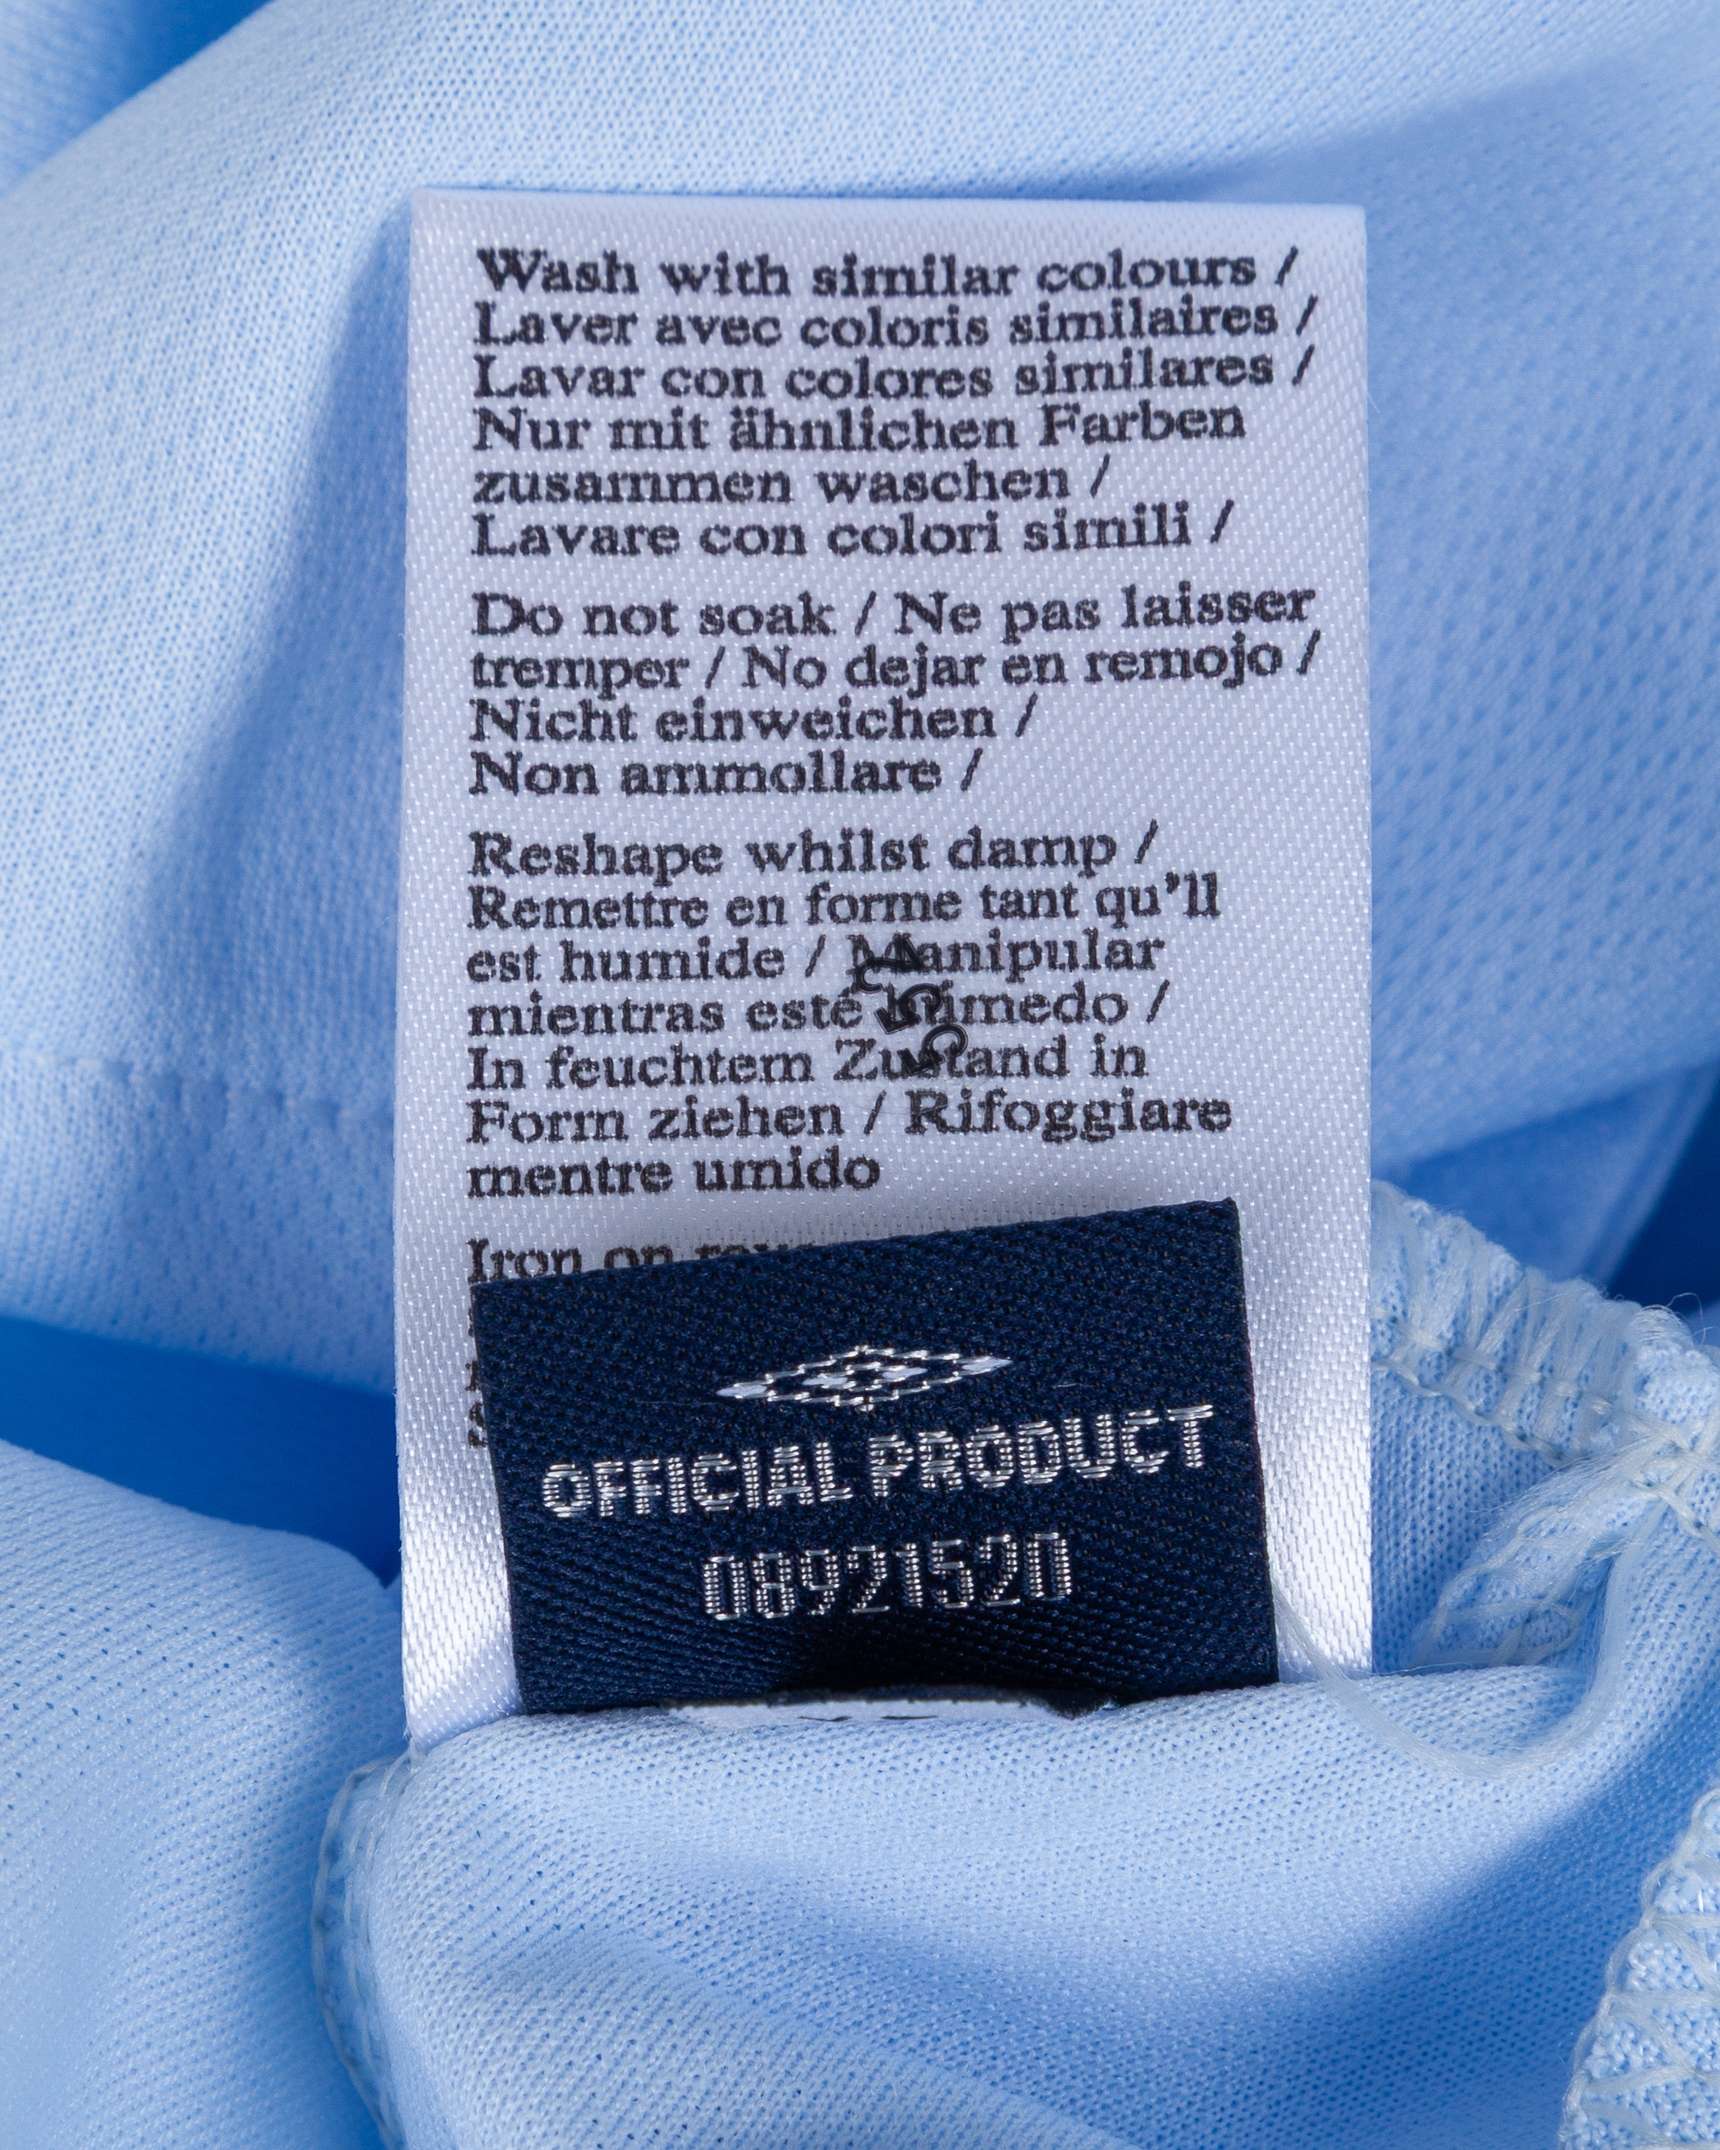 Wash with similar colours /
Laver avec coloris similaires /
Lavar con colores similares /
Nur mit ähnlichen Farben
zusammen waschen /
Lavare con colori simili /
Do not soak / Ne pas laisser
tremper / No dejar en remojo /
Nicht einweichen /
Non ammollare /
Reshape whilst damp /
Remettre en forme tant qu'll
est humide / Manipular
mientras esté húmedo /
In feuchtem Zustand in
Form ziehen / Rifoggiare
mentre umido
Iron on
OFFICIAL PRODUCT
08921520